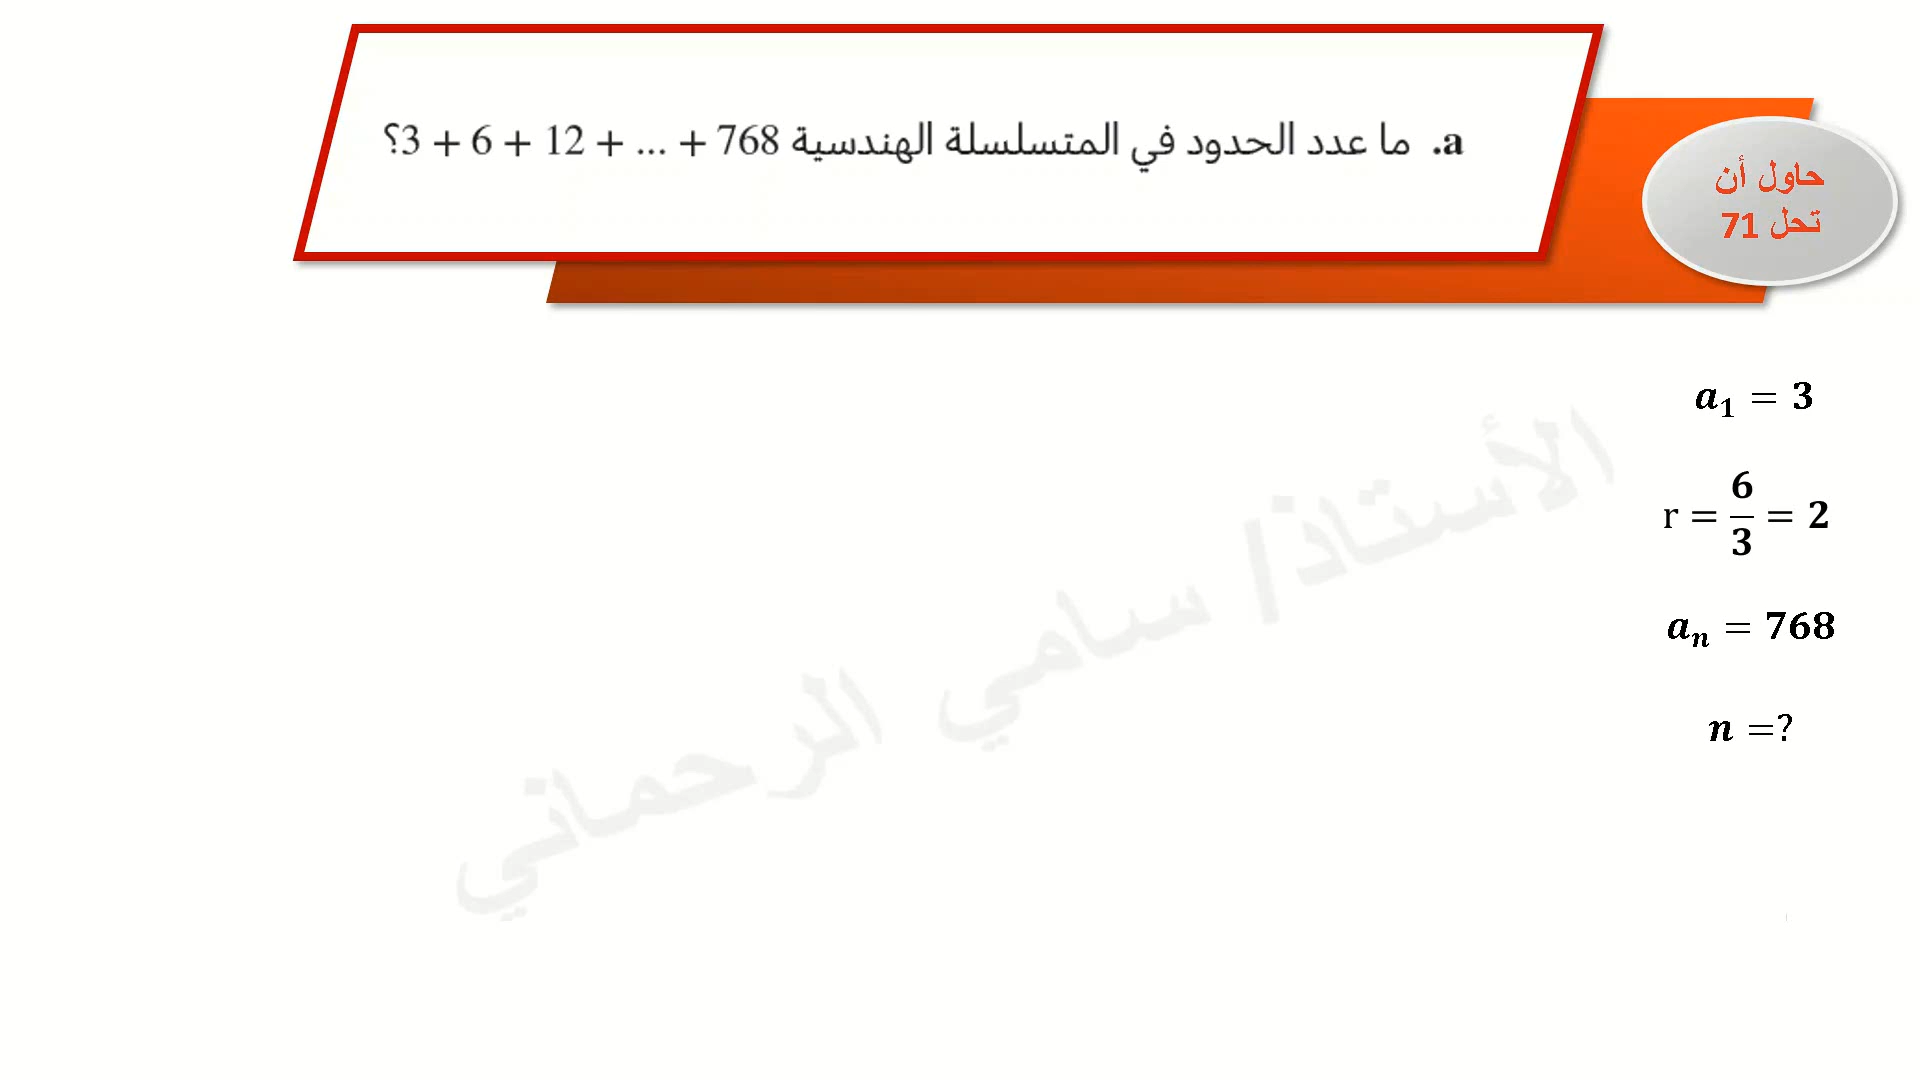 a. ما عدد الحدود في المتسلسلة الهندسية 3 + 6 + 12 + ... + 768؟
حاول أن
تحل 71
a₁ = 3
r = 6/3 = 2
aₙ = 768
n =?
الأستاذ/ سامي الرحماني